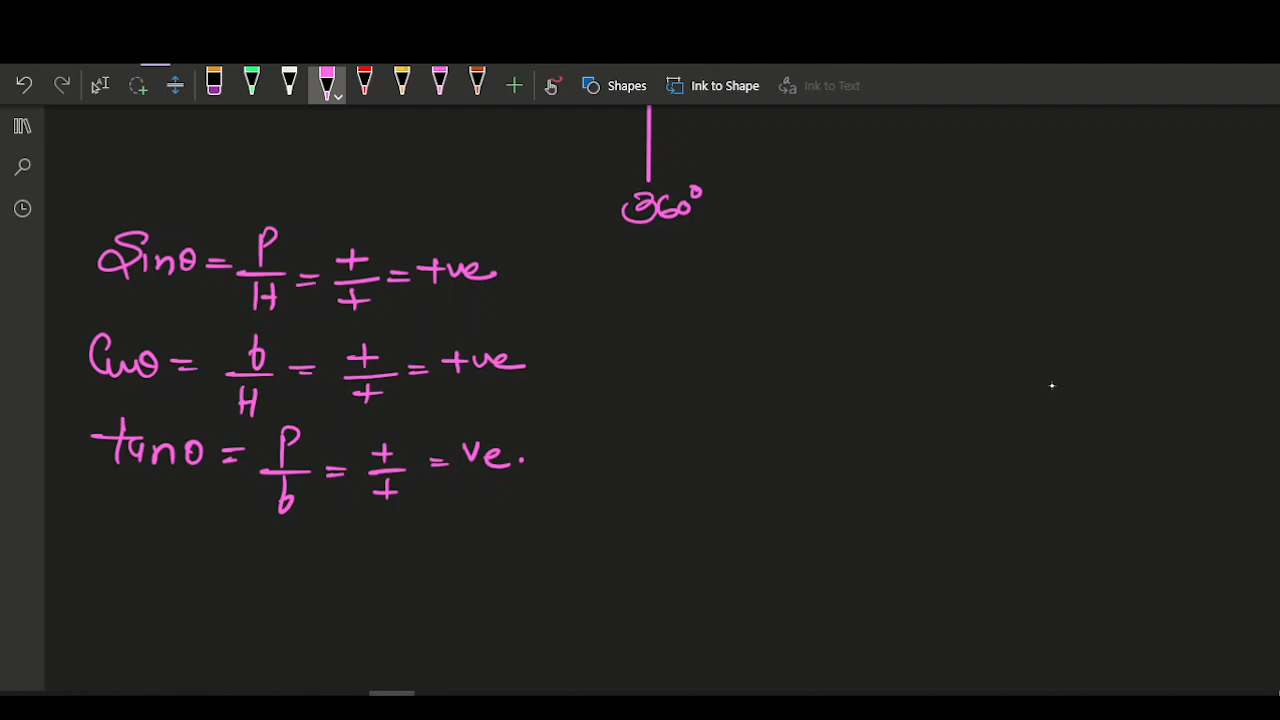 Shapes Ink to Shape Ink to Text
360°
Sinθ = P/H = +/+ = +ve
Cosθ = b/H = +/+ = +ve
tanθ = P/b = +/+ = ve.